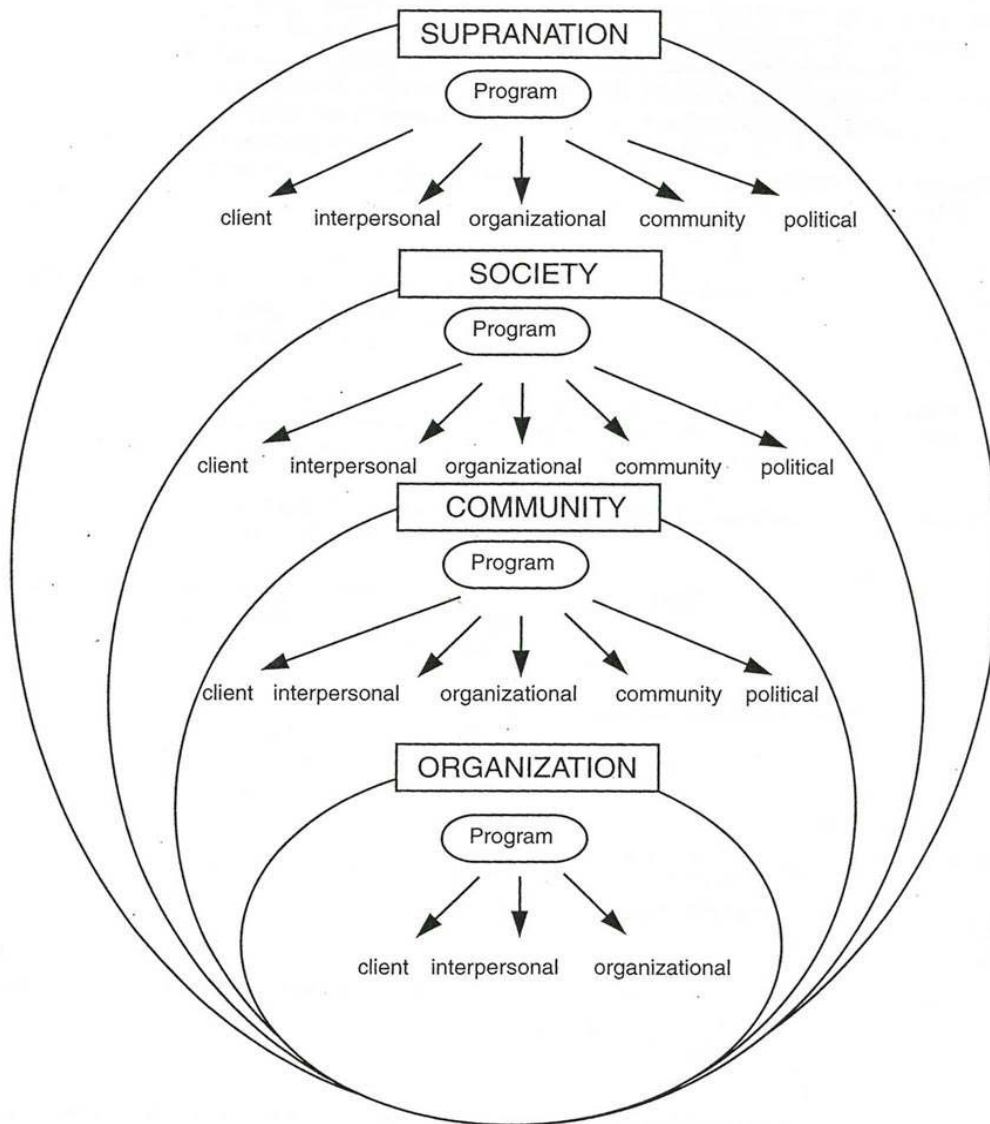 SUPRANATION
Program
client interpersonal organizational community political
SOCIETY
Program
client interpersonal organizational community political
COMMUNITY
Program
client interpersonal organizational community political
ORGANIZATION
Program
client interpersonal organizational